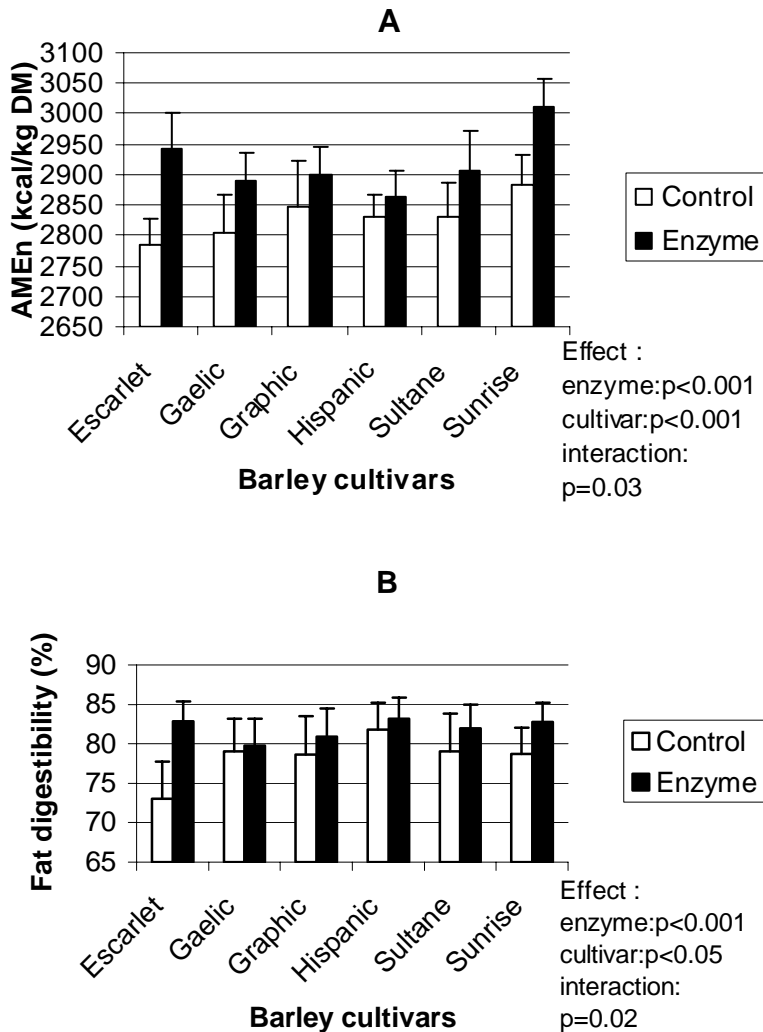 A
AMEn (kcal/kg DM)
3100
3050
3000
2950
2900
2850
2800
2750
2700
2650
Escarlet
Gaelic
Graphic
Hispanic
Sultane
Sunrise
Barley cultivars
Control
Enzyme
Effect :
enzyme:p<0.001
cultivar:p<0.001
interaction:
p=0.03
B
Fat digestibility (%)
90
85
80
75
70
65
Escarlet
Gaelic
Graphic
Hispanic
Sultane
Sunrise
Barley cultivars
Control
Enzyme
Effect :
enzyme:p<0.001
cultivar:p<0.05
interaction:
p=0.02